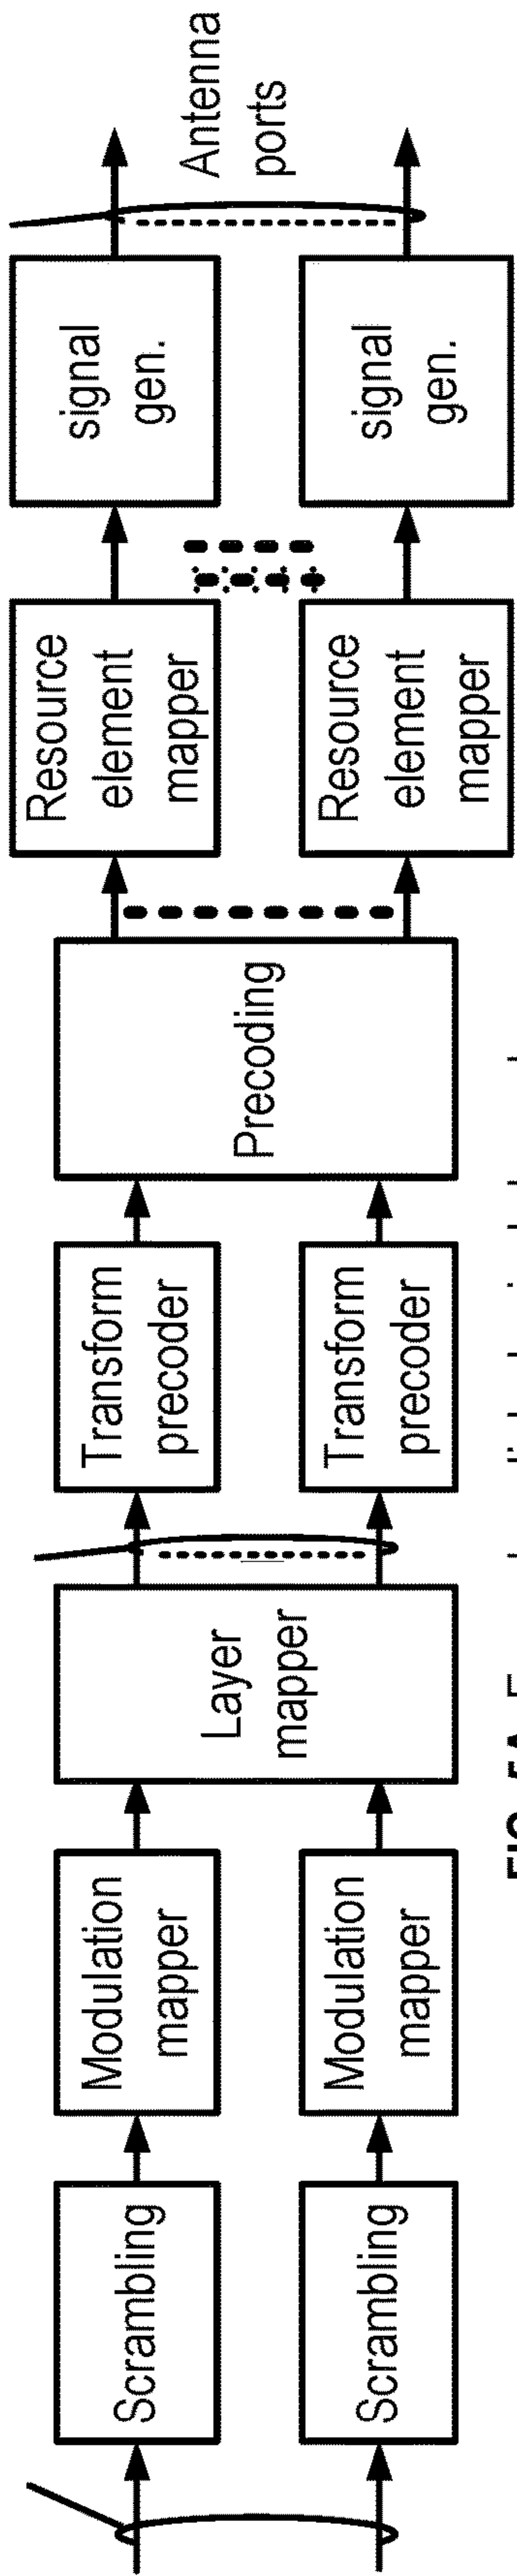 Scrambling
Scrambling
Modulation
mapper
Modulation
mapper
Layer
mapper
Transform
precoder
Transform
precoder
Precoding
Resource
element
mapper
Resource
element
mapper
signal
gen.
signal
gen.
Antenna
ports